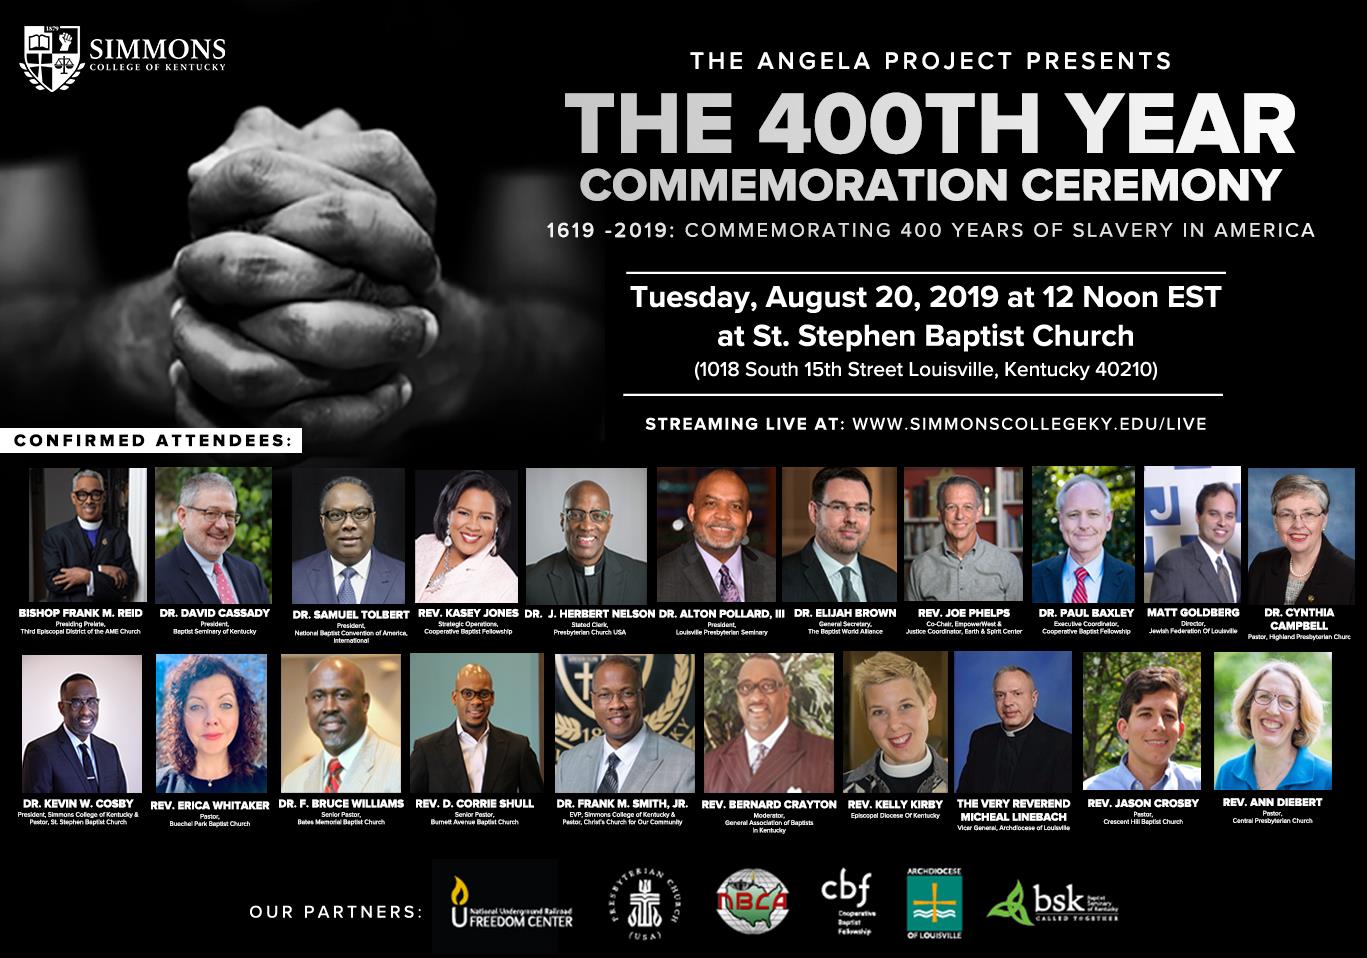 1879
SIMMONS
COLLEGE OF KENTUCKY
THE ANGELA PROJECT PRESENTS
THE 400TH YEAR
COMMEMORATION CEREMONY
1619 -2019: COMMEMORATING 400 YEARS OF SLAVERY IN AMERICA
Tuesday, August 20, 2019 at 12 Noon EST
at St. Stephen Baptist Church
(1018 South 15th Street Louisville, Kentucky 40210)
STREAMING LIVE AT: WWW.SIMMONSCOLLEGEKY.EDU/LIVE
CONFIRMED ATTENDEES:
BISHOP FRANK M. REID
Presiding Prelate,
Third Episcopal District of the AME Church
DR. DAVID CASSADY
President,
Baptist Seminary of Kentucky
DR. SAMUEL TOLBERT
President,
National Baptist Convention of America,
International
REV. KASEY JONES
Strategic Operations,
Cooperative Baptist Fellowship
DR. J. HERBERT NELSON
Stated Clerk,
Presbyterian Church USA
DR. ALTON POLLARD, III
President,
Louisville Presbyterian Seminary
DR. ELIJAH BROWN
General Secretary,
The Baptist World Alliance
REV. JOE PHELPS
Co-Chair, EmpowerWest &
Justice Coordinator, Earth & Spirit Center
DR. PAUL BAXLEY
Executive Coordinator,
Cooperative Baptist Fellowship
MATT GOLDBERG
Director,
Jewish Federation Of Louisville
DR. CYNTHIA
CAMPBELL
Pastor, Highland Presbyterian Churc
DR. KEVIN W. COSBY
President, Simmons College of Kentucky &
Pastor, St. Stephen Baptist Church
REV. ERICA WHITAKER
Pastor,
Buechel Park Baptist Church
DR. F. BRUCE WILLIAMS
Senior Pastor,
Bates Memorial Baptist Church
REV. D. CORRIE SHULL
Senior Pastor,
Burnett Avenue Baptist Church
DR. FRANK M. SMITH, JR.
EVP, Simmons College of Kentucky &
Pastor, Christ's Church for Our Community
REV. BERNARD CRAYTON
Moderator,
General Association of Baptists
in Kentucky
REV. KELLY KIRBY
Episcopal Diocese Of Kentucky
THE VERY REVEREND
MICHEAL LINEBACH
Vicar General, Archdiocese of Louisville
REV. JASON CROSBY
Pastor,
Crescent Hill Baptist Church
REV. ANN DIEBERT
Pastor,
Central Presbyterian Church
OUR PARTNERS:
National Underground Railroad
FREEDOM CENTER
PRESBYTERIAN CHURCH
(USA)
NBCA
cbf
Cooperative
Baptist
Fellowship
ARCHDIOCESE
OF LOUISVILLE
bsk
Baptist
Seminary
of Kentucky
CALLED TOGETHER